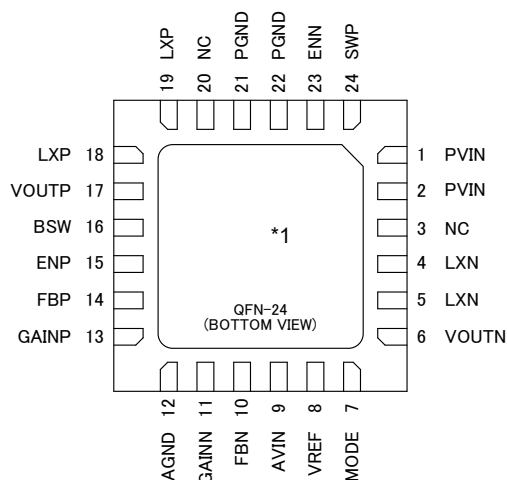 19 LXP
20 NC
21 PGND
22 PGND
23 ENN
24 SWP
LXP 18
VOUTP 17
BSW 16
ENP 15
FBP 14
GAINP 13
1 PVIN
2 PVIN
3 NC
4 LXN
5 LXN
6 VOUTN
*1
QFN-24
(BOTTOM VIEW)
AGND 12
GAINN 11
FBN 10
AVIN 9
VREF 8
MODE 7